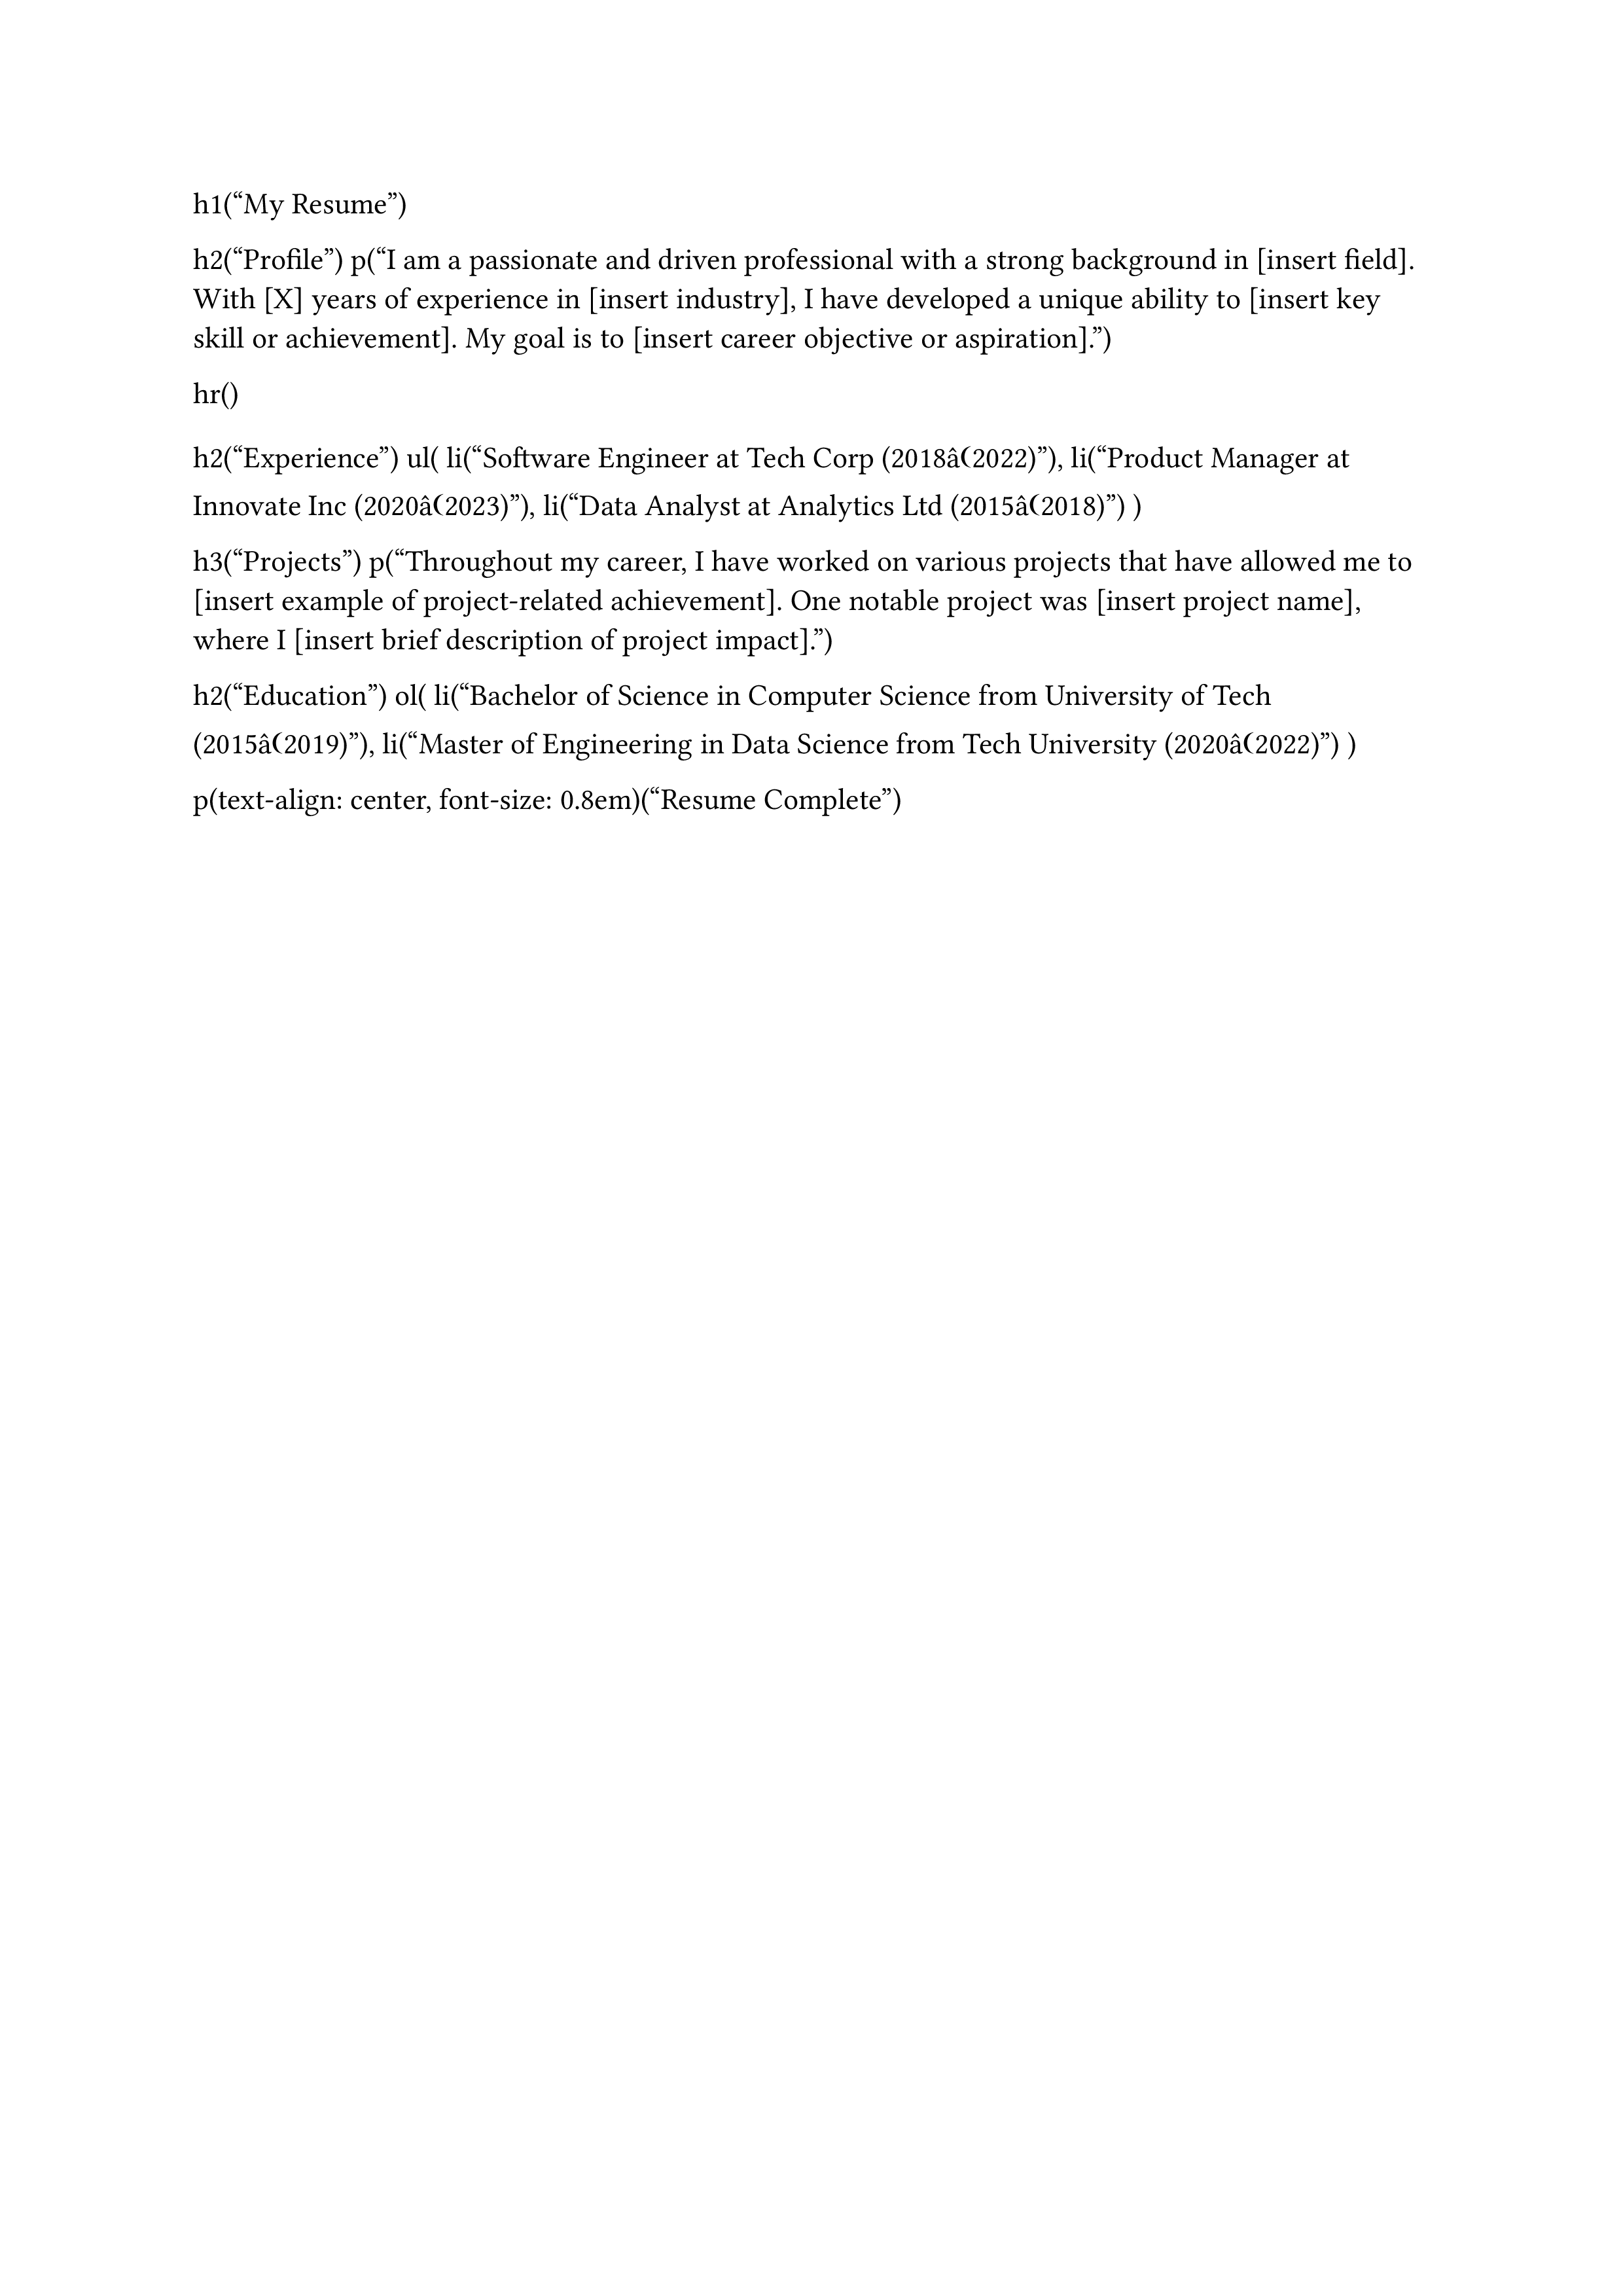 h1(“My Resume”)
h2(“Profile”) p(“I am a passionate and driven professional with a strong background in [insert field].
With [X] years of experience in [insert industry], I have developed a unique ability to [insert key
skill or achievement]. My goal is to [insert career objective or aspiration].”)
hr()
h2(“Experience”) ul( li(“Software Engineer at Tech Corp (2018â(2022)”), li(“Product Manager at
Innovate Inc (2020â(2023)”), li(“Data Analyst at Analytics Ltd (2015â(2018)”) )
h3(“Projects”) p(“Throughout my career, I have worked on various projects that have allowed me to
[insert example of project-related achievement]. One notable project was [insert project name],
where I [insert brief description of project impact].”)
h2(“Education”) ol( li(“Bachelor of Science in Computer Science from University of Tech
(2015â(2019)”), li(“Master of Engineering in Data Science from Tech University (2020â(2022)”) )
p(text-align: center, font-size: 0.8em)(“Resume Complete”)